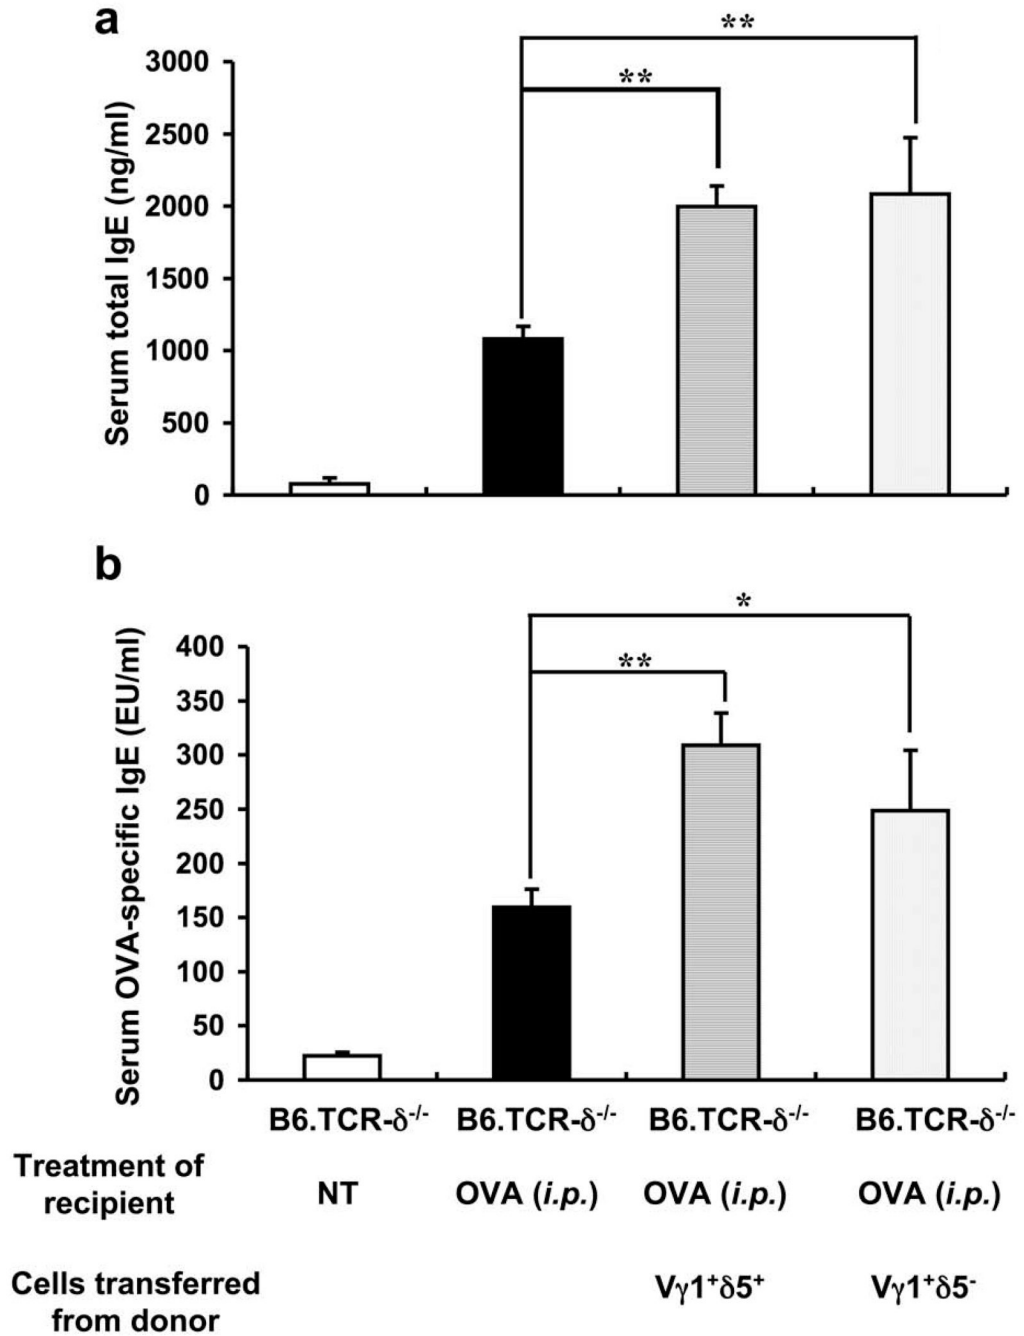 a
**
**
Serum total IgE (ng/ml)
3000
2500
2000
1500
1000
500
0
b
*
**
Serum OVA-specific IgE (EU/ml)
400
350
300
250
200
150
100
50
0
B6.TCR-δ-/- B6.TCR-δ-/- B6.TCR-δ-/- B6.TCR-δ-/-
Treatment of
recipient
NT OVA (i.p.) OVA (i.p.) OVA (i.p.)
Cells transferred
from donor
Vγ1+δ5+ Vγ1+δ5-